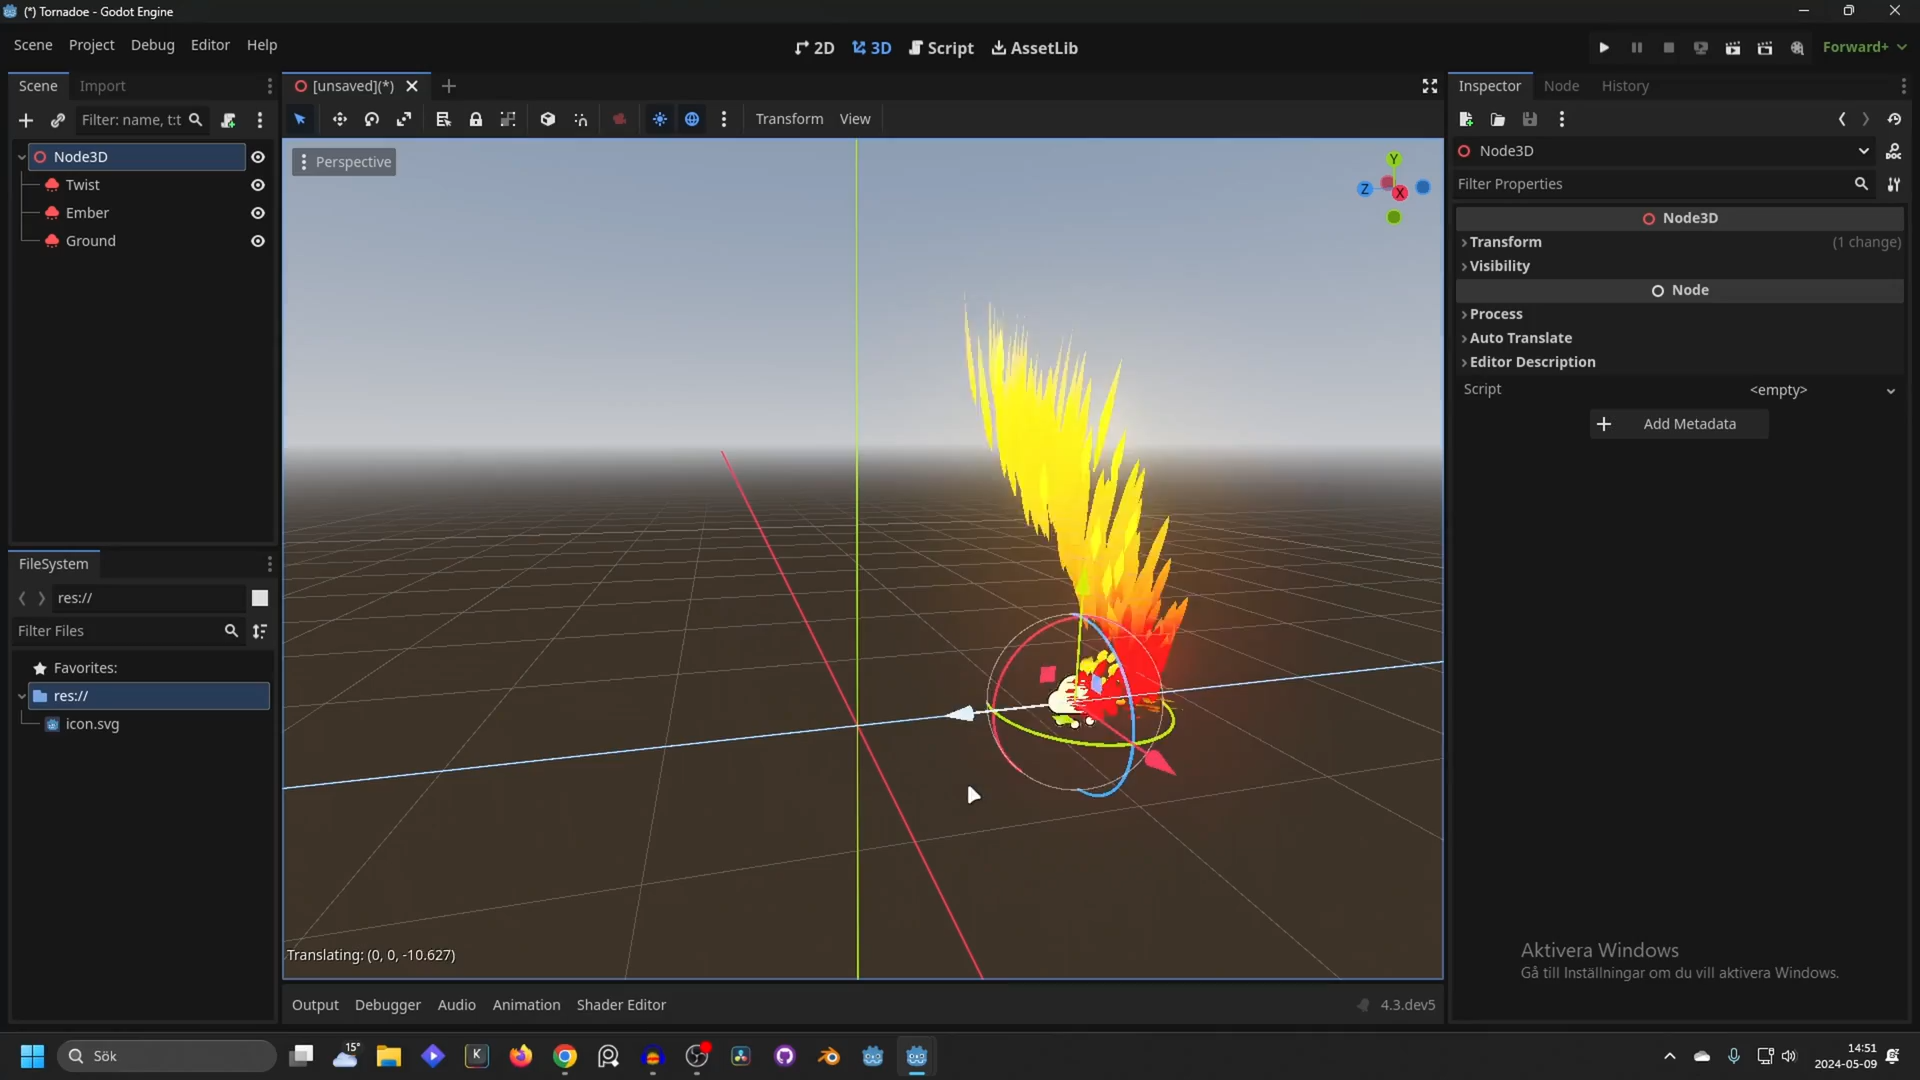 (*) Tornadoe - Godot Engine
Scene Project Debug Editor Help
2D 3D Script AssetLib
Forward+
Scene Import
[unsaved](*)
Inspector Node History
Filter: name, t:t
Transform View
Node3D
Twist
Ember
Ground
Perspective
Y
Z
X
Node3D
Filter Properties
Node3D
Transform (1 change)
Visibility
Node
Process
Auto Translate
Editor Description
Script <empty>
Add Metadata
FileSystem
res://
Filter Files
Favorites:
res://
icon.svg
Translating: (0, 0, -10.627)
Aktivera Windows
Gå till Inställningar om du vill aktivera Windows.
Output Debugger Audio Animation Shader Editor
4.3.dev5
Sök
15°
K
14:51
2024-05-09